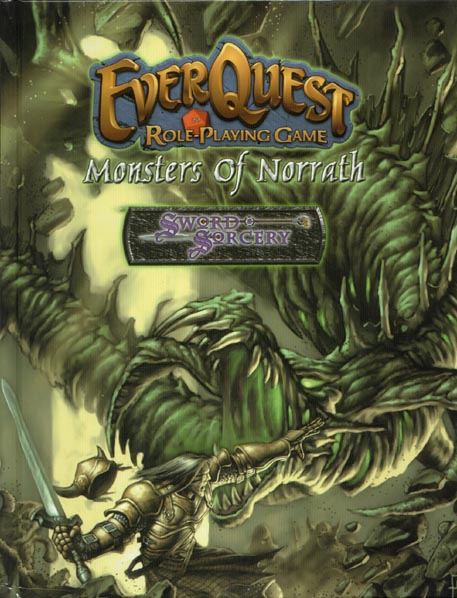 EverQuest
Role-Playing Game
Monsters Of Norrath
Sword & Sorcery